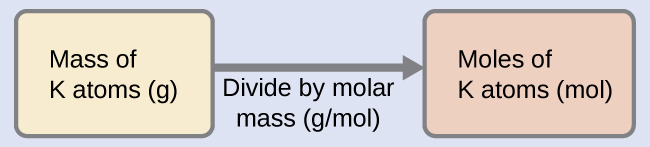 Mass of
K atoms (g)
Divide by molar
mass (g/mol)
Moles of
K atoms (mol)